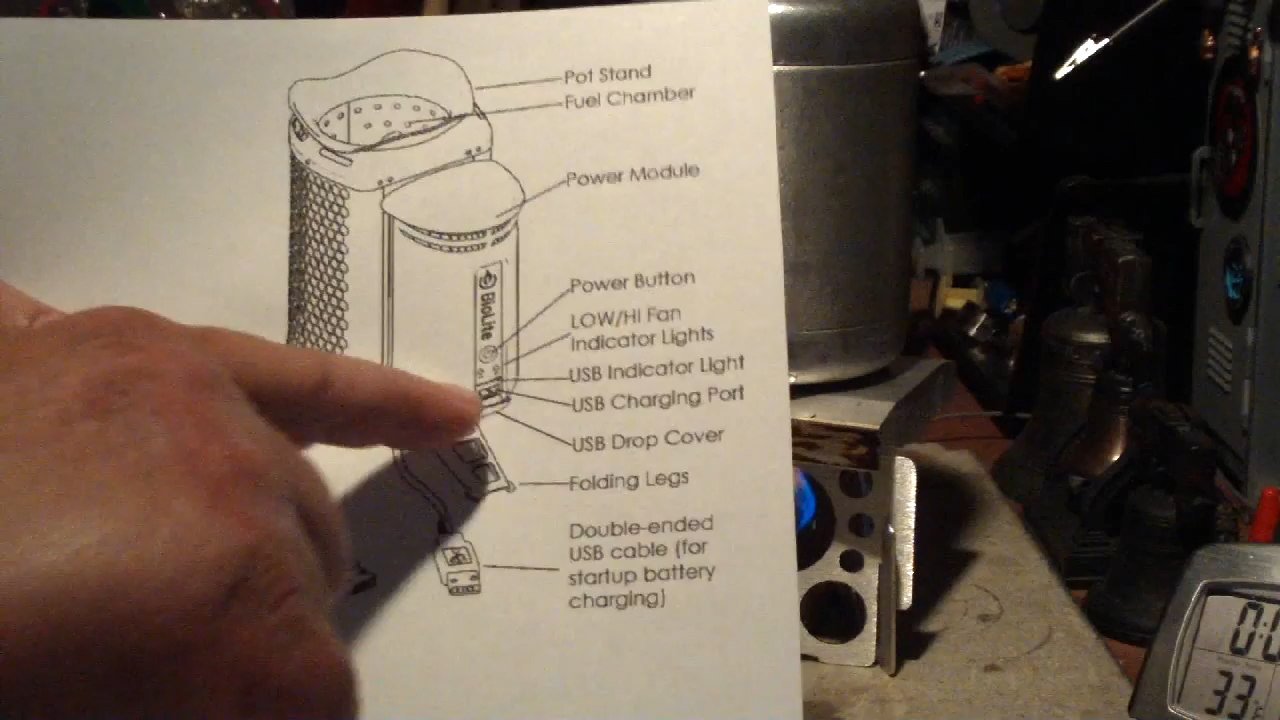 Pot Stand
Fuel Chamber
Power Module
Power Button
LOW/HI Fan
Indicator Lights
USB Indicator Light
USB Charging Port
USB Drop Cover
Folding Legs
Double-ended
USB cable (for
startup battery
charging)
BioLite
33